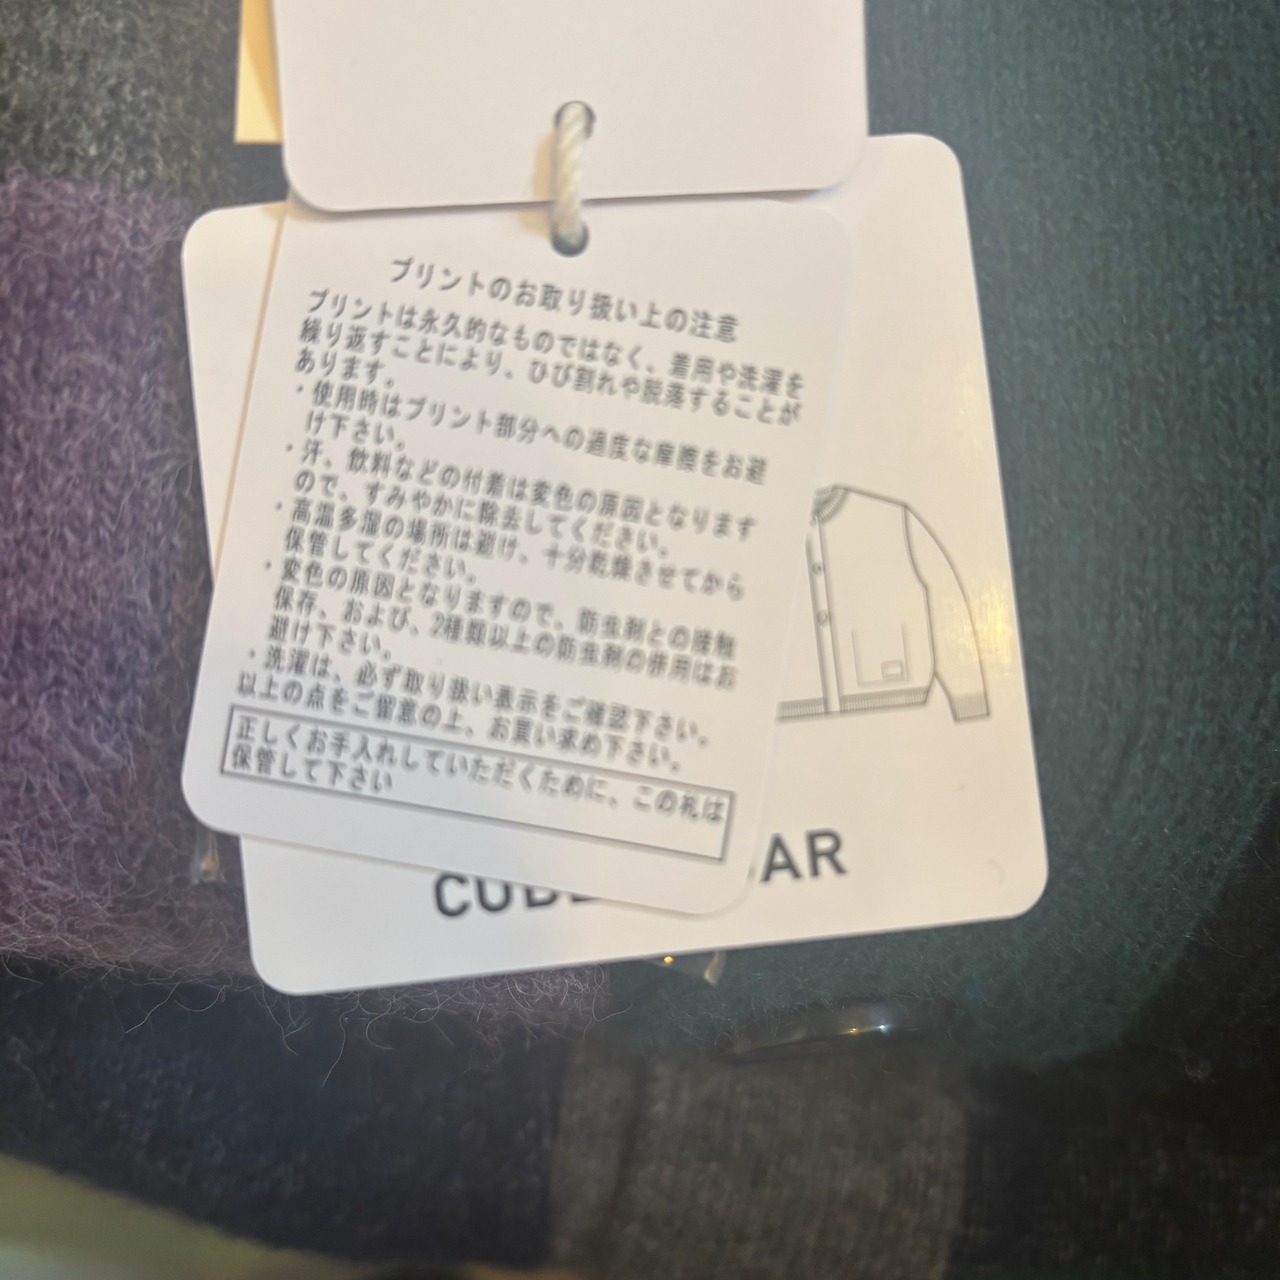 プリントのお取り扱い上の注意
プリントは永久的なものではなく、着用や洗濯を
繰り返すことにより、ひび割れや脱落することが
あります。
・使用時はプリント部分への過度な摩擦をお避
け下さい。
・汗、飲料などの付着は変色の原因となります
ので、すみやかに除去してください。
・高温多湿の場所は避け、十分乾燥させてから
保管してください。
・変色の原因となりますので、防虫剤との接触
保存、および、2種類以上の防虫剤の併用はお
避け下さい。
・洗濯は、必ず取り扱い表示をご確認下さい。
以上の点をご留意の上、お買い求め下さい。
正しくお手入れしていただくために、この札は
保管して下さい